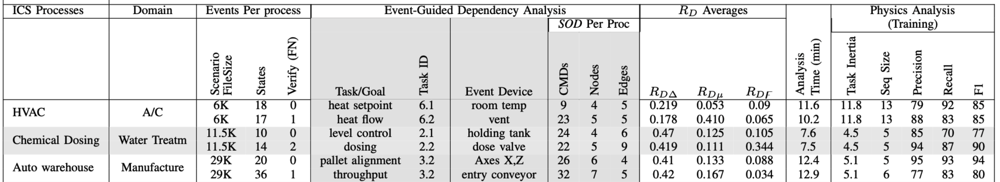 ICS Processes Domain Events Per process Event-Guided Dependency Analysis R_D Averages Physics Analysis
SOD Per Proc (Training)
Scenario FileSize States Verify (FN) Task/Goal Task ID Event Device CMDs Nodes Edges R_DΔ R_Dμ R_DF Analysis Time (min) Task Inertia Seq Size Precision Recall F1
HVAC A/C
6K 18 0 heat setpoint 6.1 room temp 9 4 5 0.219 0.053 0.09 11.6 11.8 13 79 92 85
6K 17 1 heat flow 6.2 vent 23 5 5 0.178 0.410 0.065 10.2 11.8 13 88 83 85
Chemical Dosing Water Treatm
11.5K 10 0 level control 2.1 holding tank 24 4 6 0.47 0.125 0.105 7.6 4.5 5 85 70 77
11.5K 14 2 dosing 2.2 dose valve 22 5 9 0.419 0.111 0.344 7.5 4.5 5 94 87 90
Auto warehouse Manufacture
29K 20 0 pallet alignment 3.2 Axes X,Z 26 6 4 0.41 0.133 0.088 12.4 5.1 5 95 93 94
29K 36 1 throughput 3.2 entry conveyor 32 7 5 0.42 0.167 0.034 12.9 5.1 6 77 83 80